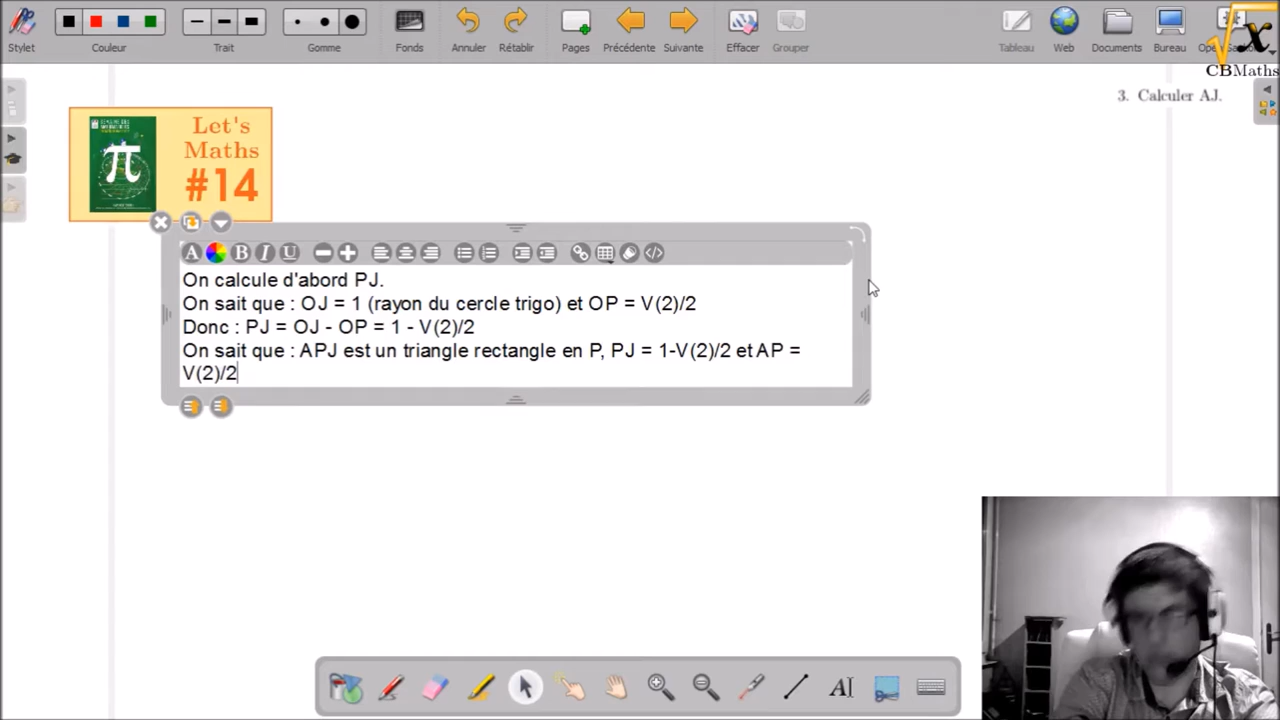 Stylet
Couleur
Trait
Gomme
Fonds
Annuler
Rétablir
Pages
Précédente
Suivante
Effacer
Grouper
Tableau
Web
Documents
Bureau
CBMaths
3. Calculer AJ.
Let's
Maths
#14
π
On calcule d'abord PJ.
On sait que : OJ = 1 (rayon du cercle trigo) et OP = V(2)/2
Donc : PJ = OJ - OP = 1 - V(2)/2
On sait que : APJ est un triangle rectangle en P, PJ = 1-V(2)/2 et AP =
V(2)/2